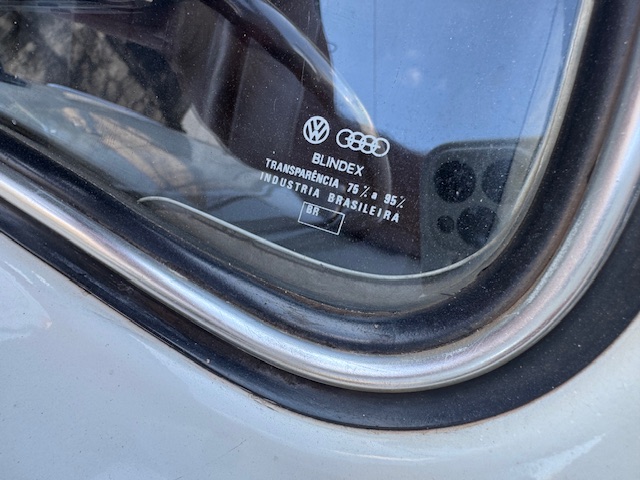 BLINDEX
TRANSPARÊNCIA 75% a 95%
INDUSTRIA BRASILEIRA
BR